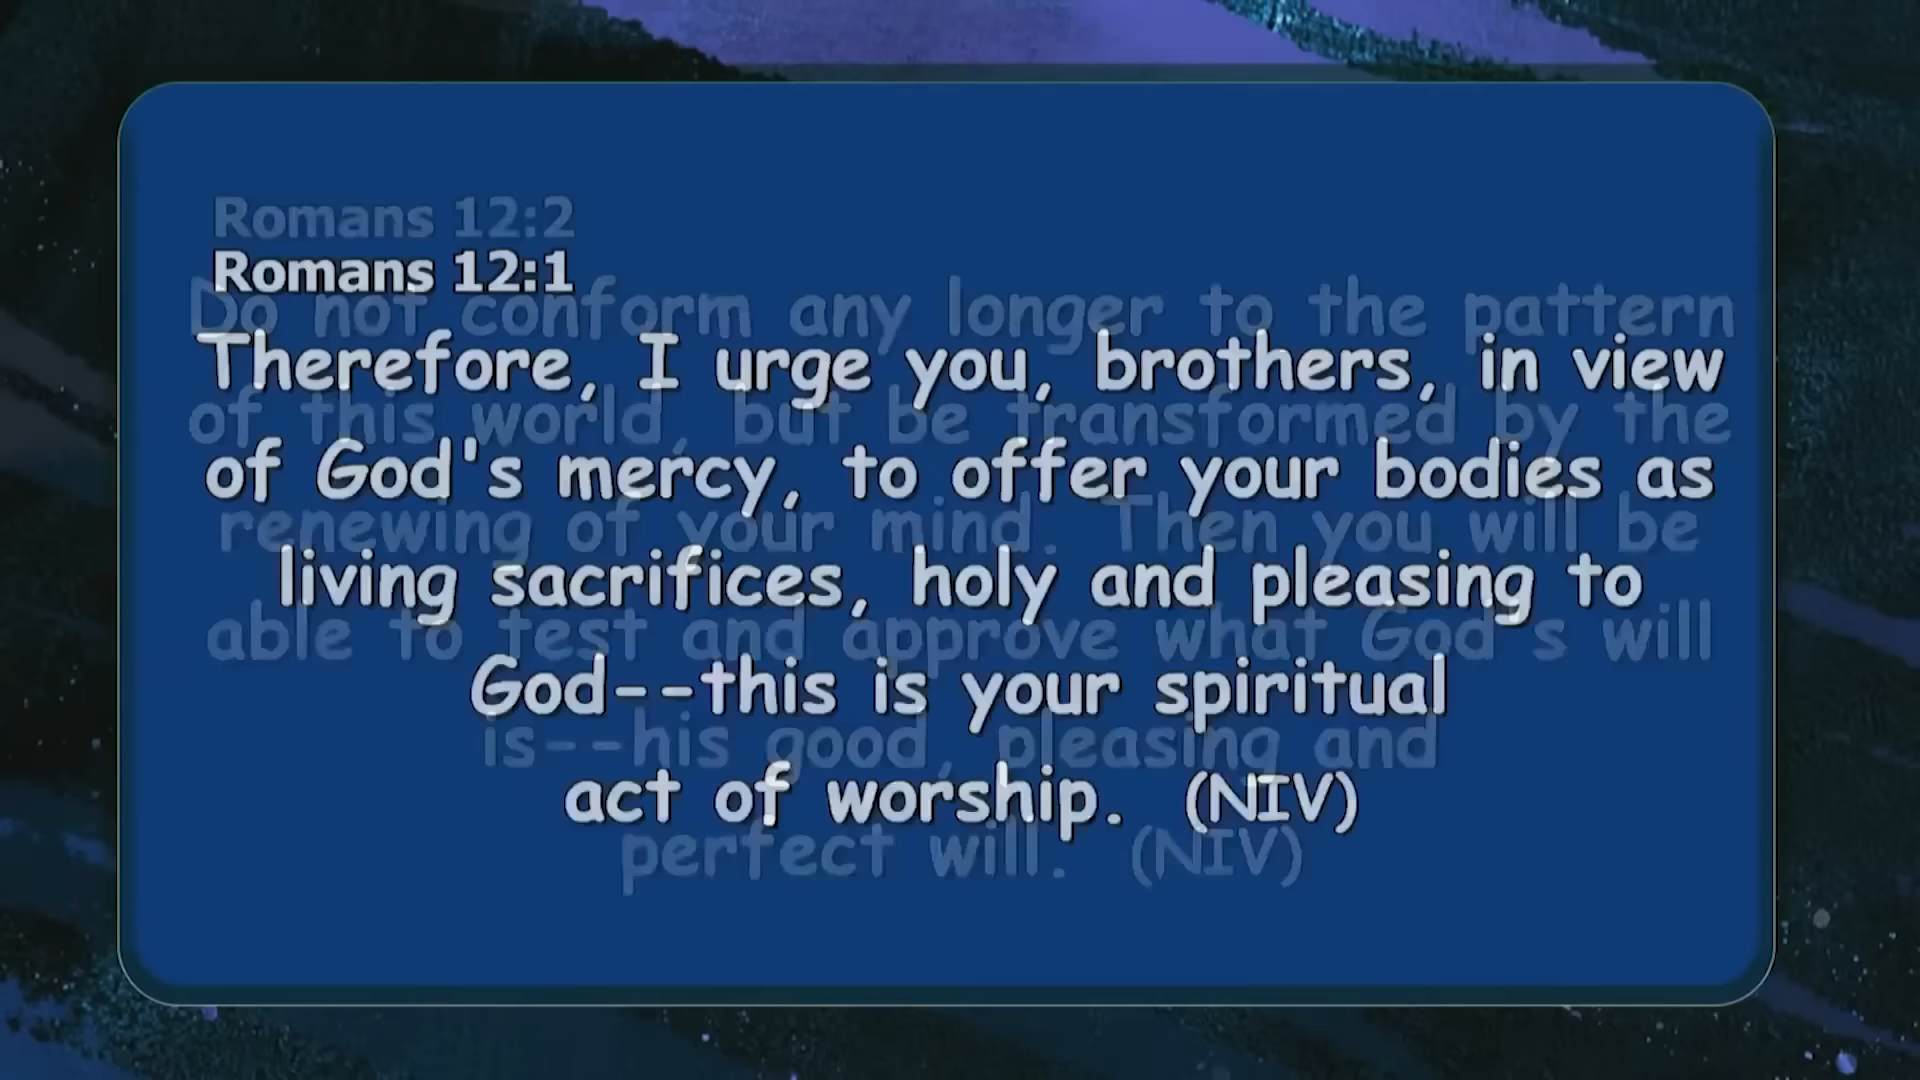 Romans 12:2
Romans 12:1
Do not conform any longer to the pattern
Therefore, I urge you, brothers, in view
of this world, but be transformed by the
of God's mercy, to offer your bodies as
renewing of your mind. Then you will be
living sacrifices, holy and pleasing to
able to test and approve what God's will
God--this is your spiritual
is--his good, pleasing and
act of worship. (NIV)
perfect will. (NIV)